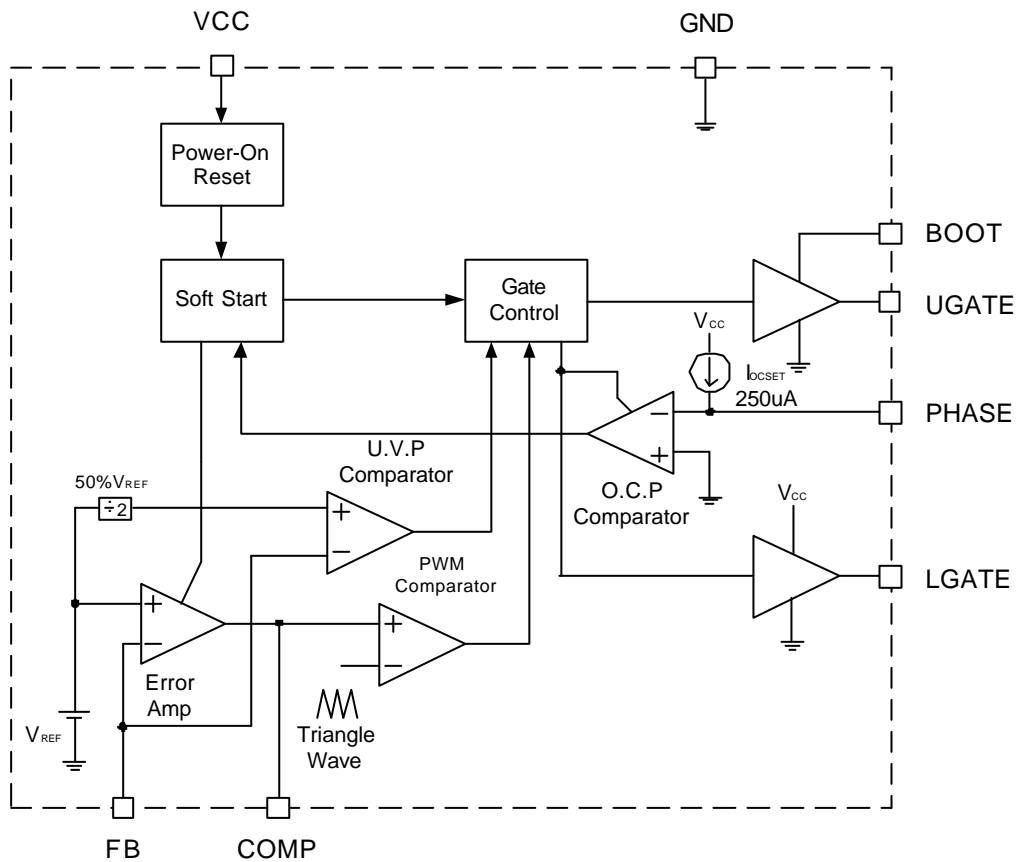 VCC
GND
Power-On
Reset
BOOT
Soft Start
Gate
Control
UGATE
VCC
IOCSET
250uA
PHASE
U.V.P
Comparator
O.C.P
Comparator
50%VREF
÷2
VCC
PWM
Comparator
LGATE
Error
Amp
VREF
Triangle
Wave
FB
COMP
+
−
+
−
+
−
−
+